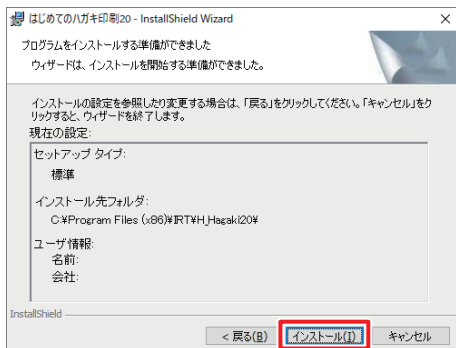 はじめてのハガキ印刷20 - InstallShield Wizard
プログラムをインストールする準備ができました
ウィザードは、インストールを開始する準備ができました。
インストールの設定を参照したり変更する場合は、「戻る」をクリックしてください。「キャンセル」をク
リックすると、ウィザードを終了します。
現在の設定:
セットアップ タイプ:
標準
インストール先フォルダ:
C:¥Program Files (x86)¥IRT¥H_Hagaki20¥
ユーザ情報:
名前:
会社:
InstallShield
< 戻る(B) インストール(I) キャンセル